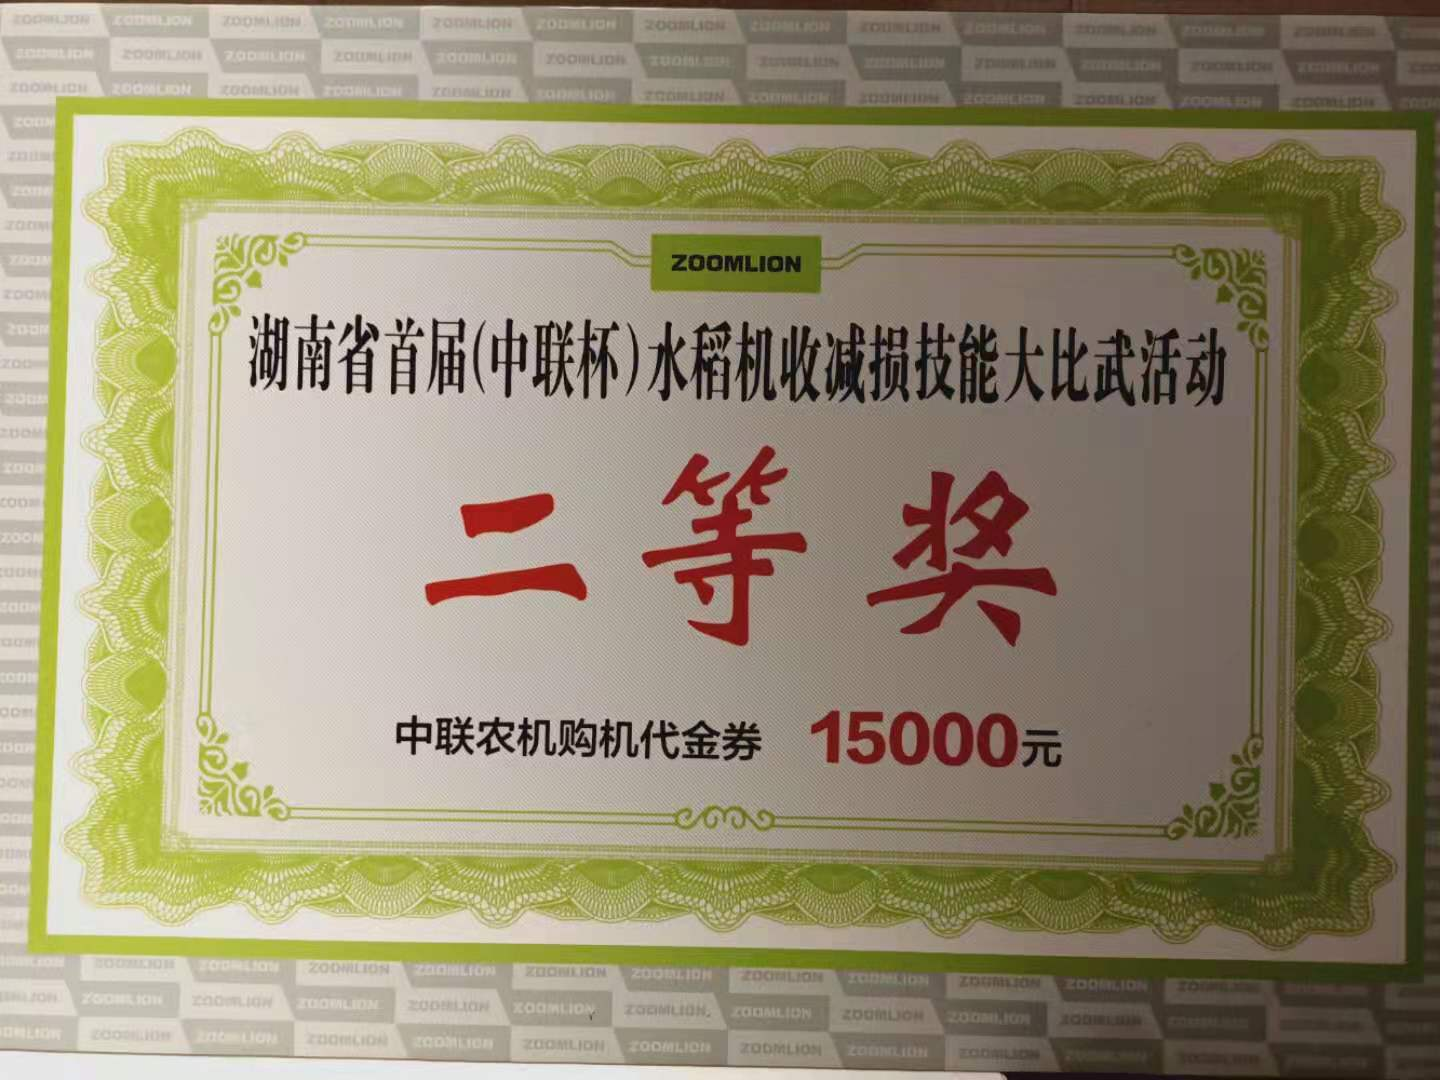 ZOOMLION
湖南省首届(中联杯)水稻机收减损技能大比武活动
二等奖
中联农机购机代金券 15000元